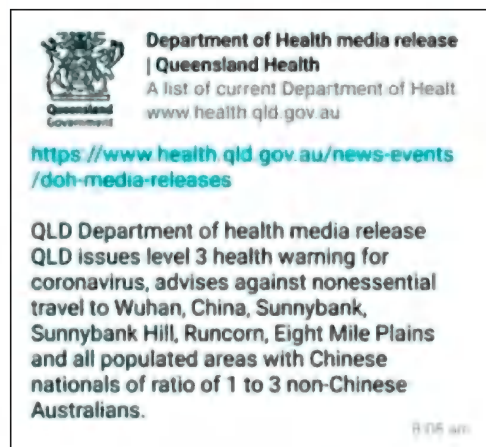 Department of Health media release
| Queensland Health
A list of current Department of Healt
www health qld gov au
Queensland
Government
https://www.health.qld.gov.au/news-events
/doh-media-releases
QLD Department of health media release
QLD issues level 3 health warning for
coronavirus, advises against nonessential
travel to Wuhan, China, Sunnybank,
Sunnybank Hill, Runcorn, Eight Mile Plains
and all populated areas with Chinese
nationals of ratio of 1 to 3 non-Chinese
Australians.
8:05 am